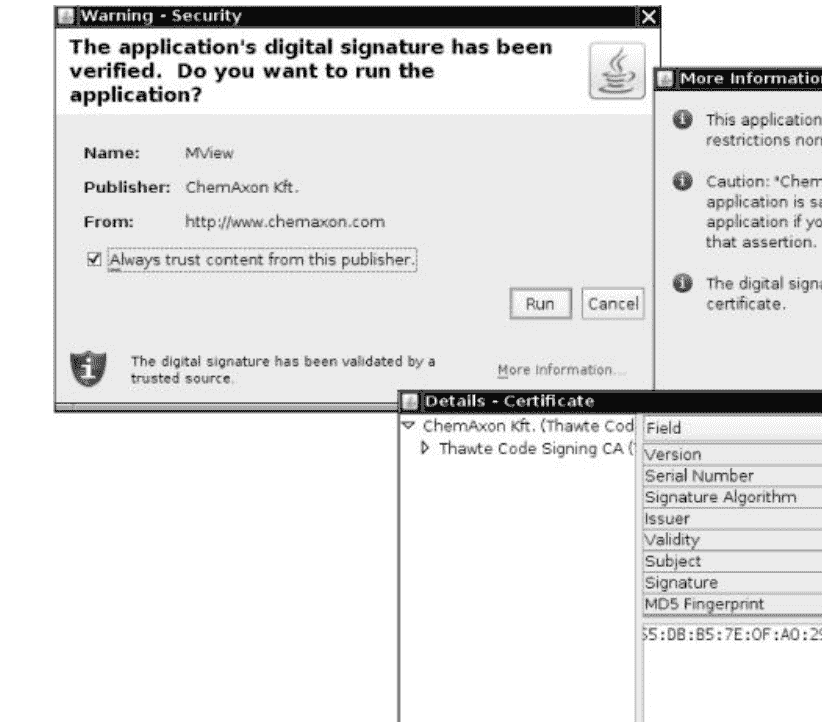 Warning - Security
The application's digital signature has been
verified. Do you want to run the
application?
Name: MView
Publisher: ChemAxon Kft.
From: http://www.chemaxon.com
Always trust content from this publisher.
Run Cancel
The digital signature has been validated by a
trusted source.
More Information...
More Information
This application
restrictions nor
Caution: "Chem
application is sa
application if yo
that assertion.
The digital signa
certificate.
Details - Certificate
ChemAxon Kft. (Thawte Cod
Thawte Code Signing CA (
Field
Version
Serial Number
Signature Algorithm
Issuer
Validity
Subject
Signature
MD5 Fingerprint
55:DB:B5:7E:0F:A0:29